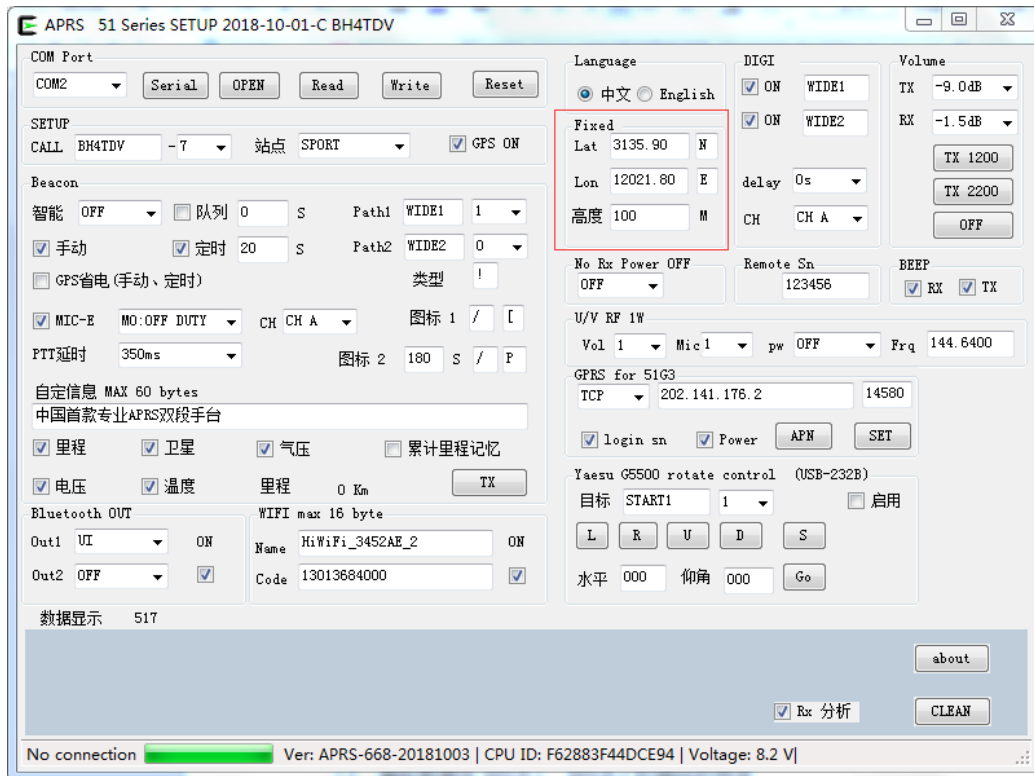 APRS 51 Series SETUP 2018-10-01-C BH4TDV
COM Port
COM2 Serial OPEN Read Write Reset
SETUP
CALL BH4TDV -7 站点 SPORT GPS ON
Beacon
智能 OFF 队列 0 S Path1 WIDE1 1
手动 定时 20 S Path2 WIDE2 0
GPS省电(手动、定时) 类型 !
MIC-E MO:OFF DUTY CH CH A 图标 1 / [
PTT延时 350ms 图标 2 180 S / P
自定信息 MAX 60 bytes
中国首款专业APRS双段手台
里程 卫星 气压 累计里程记忆
电压 温度 里程 0 Km TX
Bluetooth OUT
Out1 UI ON
Out2 OFF
WIFI max 16 byte
Name HiWiFi_3452AE_2 ON
Code 13013684000
Language
中文 English
Fixed
Lat 3135.90 N
Lon 12021.80 E
高度 100 M
DIGI
ON WIDE1
ON WIDE2
delay 0s
CH CH A
Volume
TX -9.0dB
RX -1.5dB
TX 1200
TX 2200
OFF
No Rx Power OFF
OFF
Remote Sn
123456
BEEP
RX TX
U/V RF 1W
Vol 1 Mic 1 pw OFF Frq 144.6400
GPRS for 51G3
TCP 202.141.176.2 14580
login sn Power APN SET
Yaesu G5500 rotate control (USB-232B)
目标 START1 1 启用
L R U D S
水平 000 仰角 000 Go
数据显示 517
about
Rx 分析 CLEAN
No connection Ver: APRS-668-20181003 | CPU ID: F62883F44DCE94 | Voltage: 8.2 V|